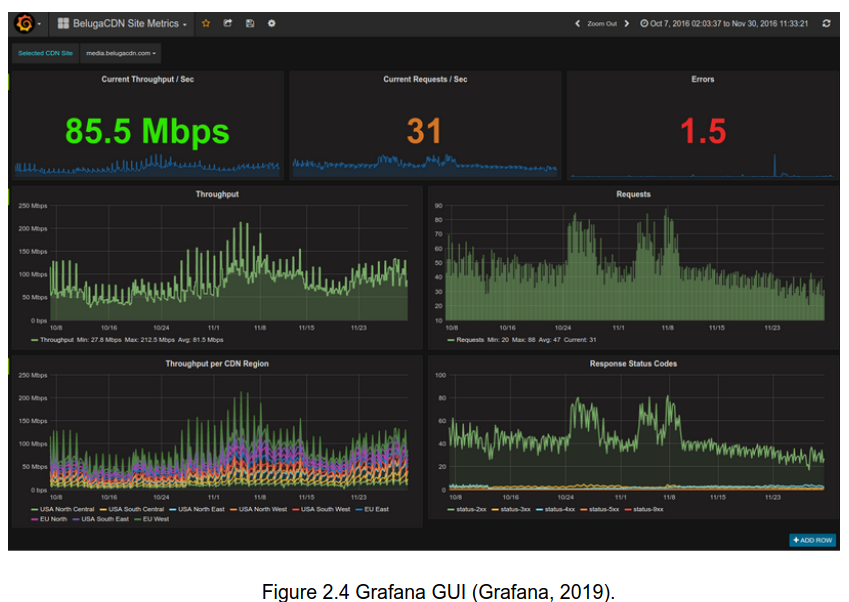 BelugaCDN Site Metrics
Zoom Out Oct 7, 2016 02:03:37 to Nov 30, 2016 11:33:21
Selected CDN Site media.belugacdn.com
Current Throughput / Sec
85.5 Mbps
Current Requests / Sec
31
Errors
1.5
Throughput
250 Mbps
200 Mbps
150 Mbps
100 Mbps
50 Mbps
0 bps
10/8 10/16 10/24 11/1 11/8 11/15 11/23
Throughput Min: 27.8 Mbps Max: 212.5 Mbps Avg: 81.5 Mbps
Requests
90
80
70
60
50
40
30
20
10
10/8 10/16 10/24 11/1 11/8 11/15 11/23
Requests Min: 20 Max: 88 Avg: 47 Current: 31
Throughput per CDN Region
250 Mbps
200 Mbps
150 Mbps
100 Mbps
50 Mbps
0 bps
10/8 10/16 10/24 11/1 11/8 11/15 11/23
USA North Central USA South Central USA North East USA North West USA South West EU East
EU North USA South East EU West
Response Status Codes
100
80
60
40
20
0
10/8 10/16 10/24 11/1 11/8 11/15 11/23
status-2xx status-3xx status-4xx status-5xx status-9xx
+ ADD ROW
Figure 2.4 Grafana GUI (Grafana, 2019).